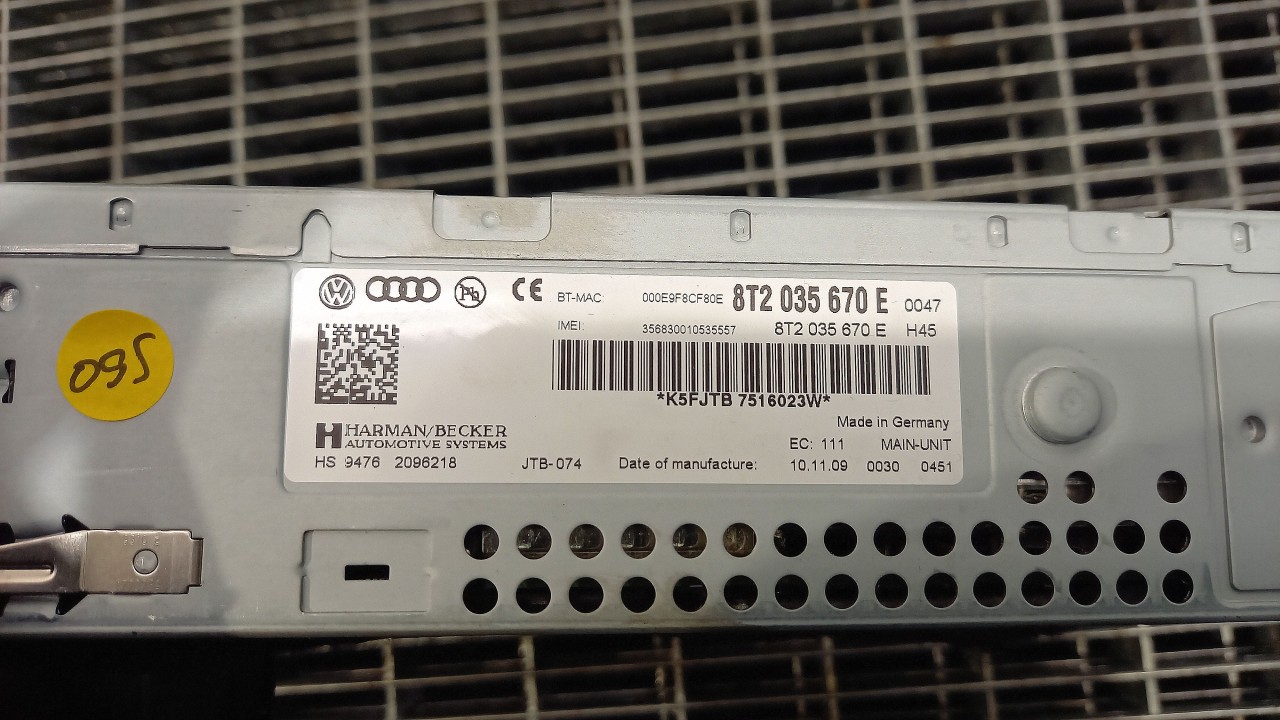 Pb CE BT-MAC: 000E9F8CF80E 8T2 035 670 E 0047
IMEI: 356830010535557 8T2 035 670 E H45
*K5FJTB 7516023W*
Made in Germany
HARMAN/BECKER
AUTOMOTIVE SYSTEMS
EC: 111 MAIN-UNIT
HS 9476 2096218 JTB-074 Date of manufacture: 10.11.09 0030 0451
095